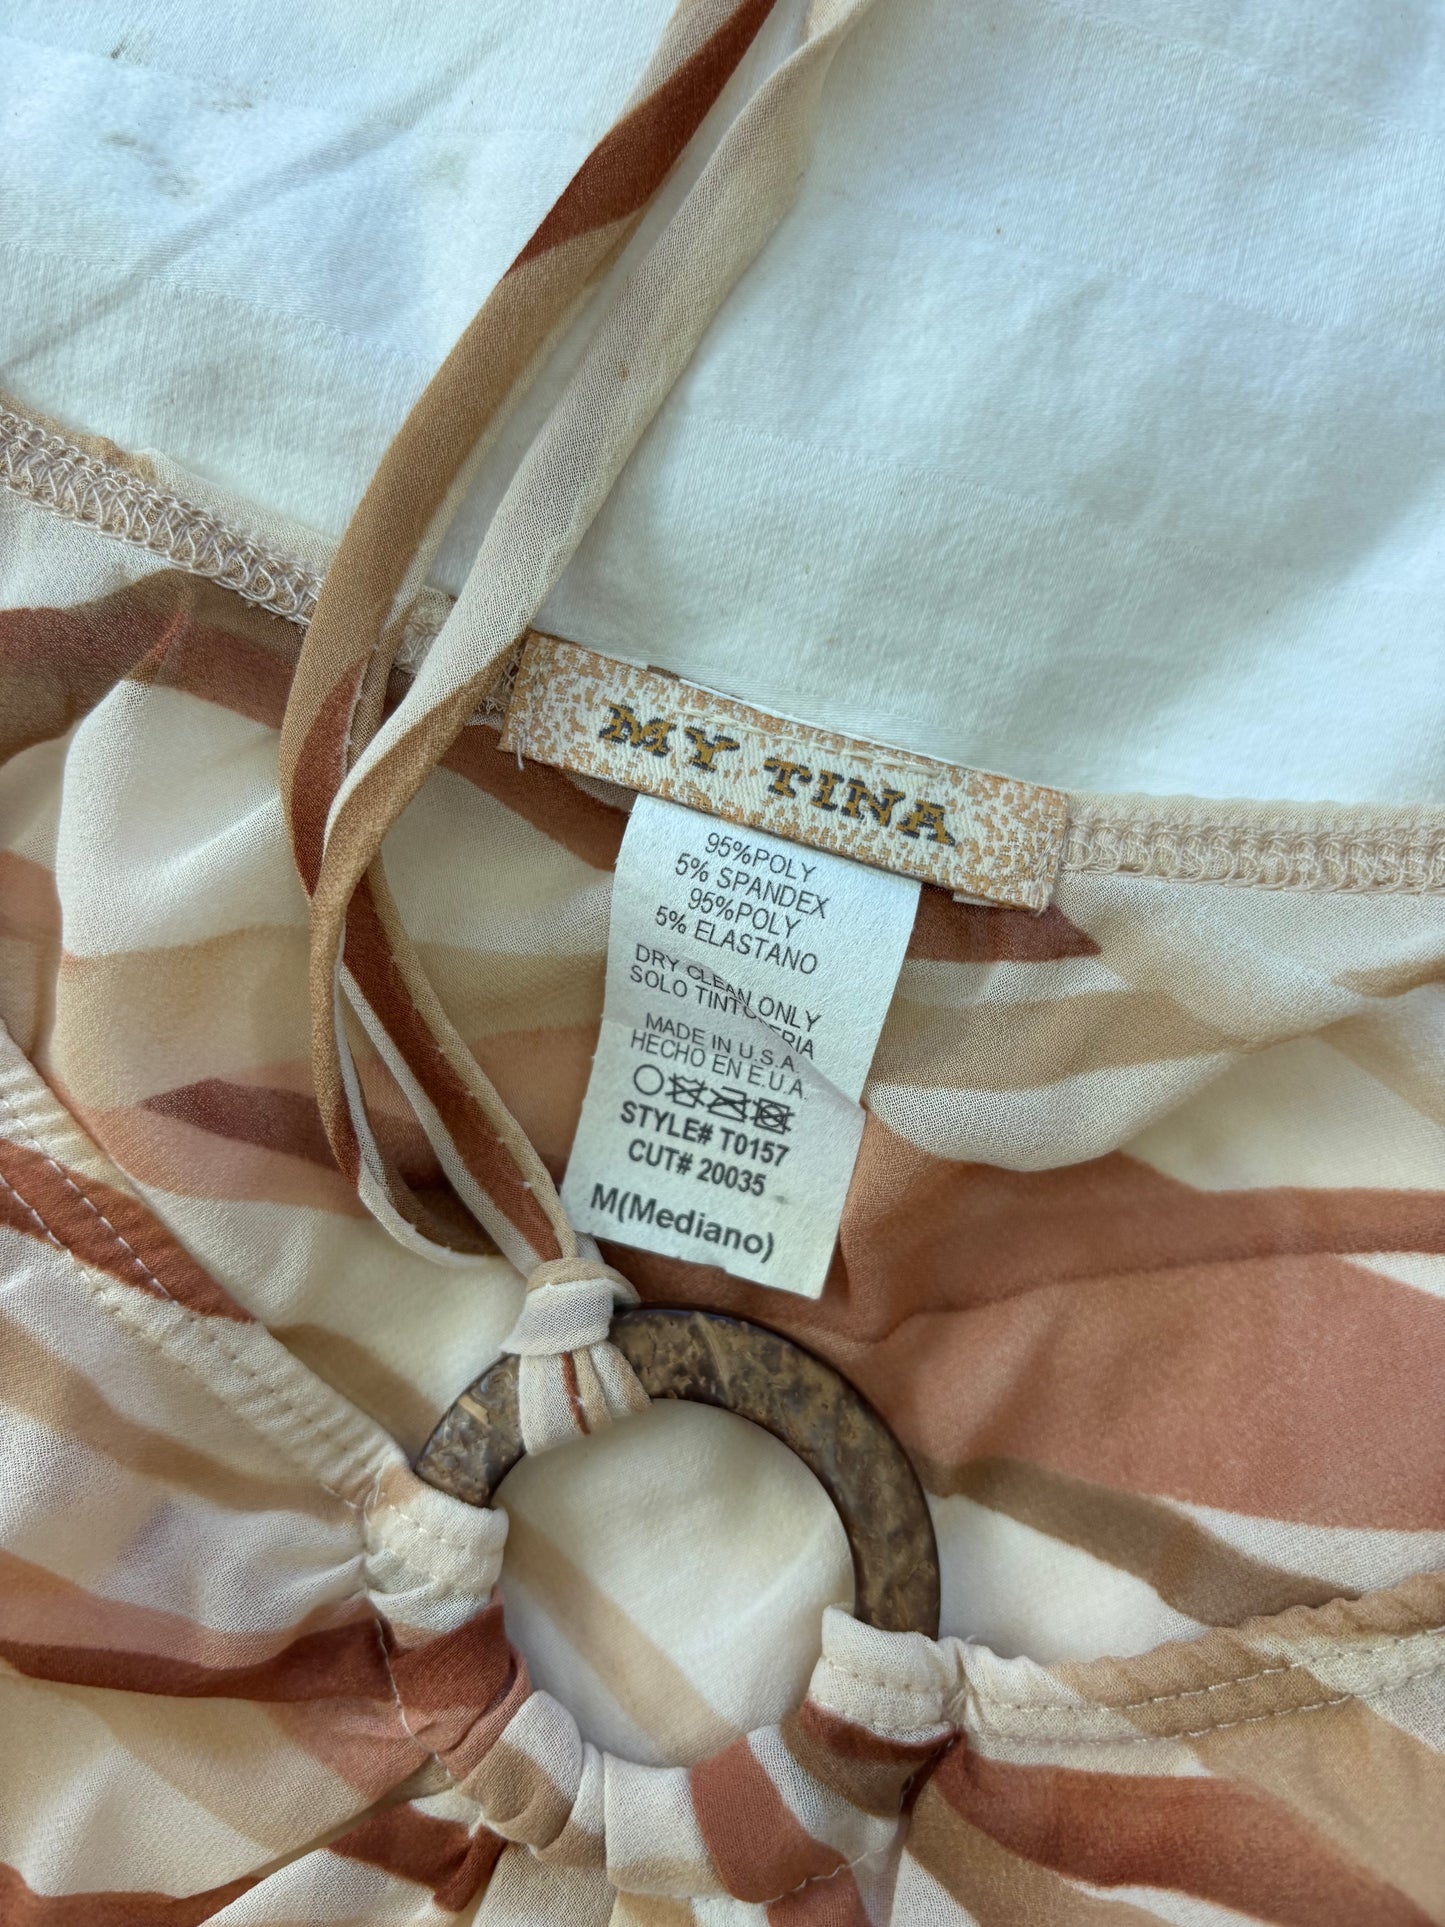 MY TINA
95%POLY
5% SPANDEX
95%POLY
5% ELASTANO
DRY CLEAN ONLY
SOLO TINTORERIA
MADE IN U.S.A.
HECHO EN E.U.A.
STYLE# T0157
CUT# 20035
M(Mediano)